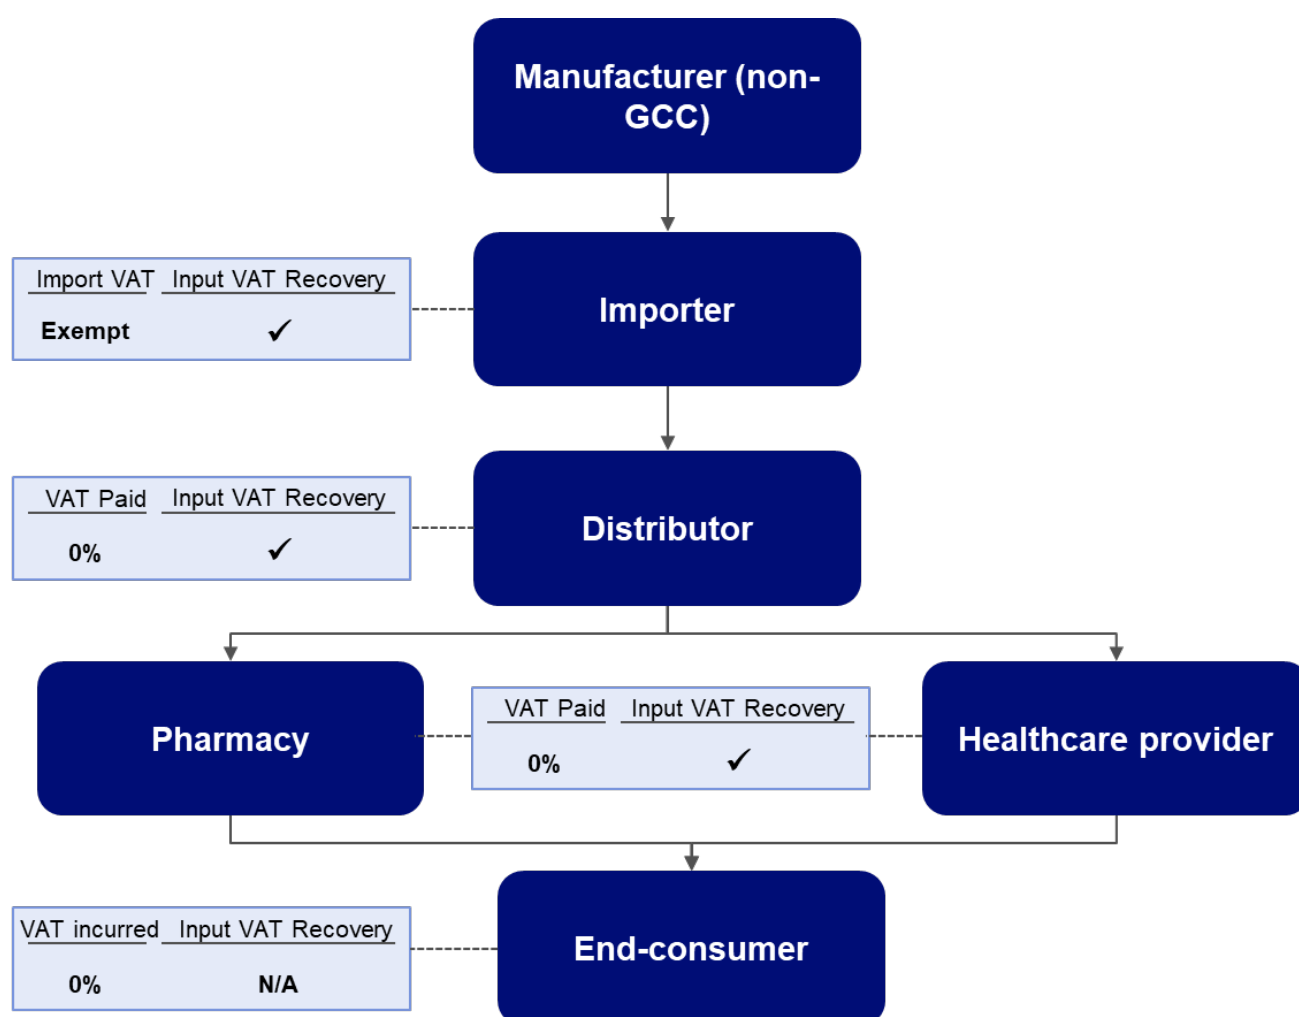 Manufacturer (non-
GCC)
Import VAT Input VAT Recovery
Exempt ✓
Importer
VAT Paid Input VAT Recovery
0% ✓
Distributor
Pharmacy
VAT Paid Input VAT Recovery
0% ✓
Healthcare provider
VAT incurred Input VAT Recovery
0% N/A
End-consumer